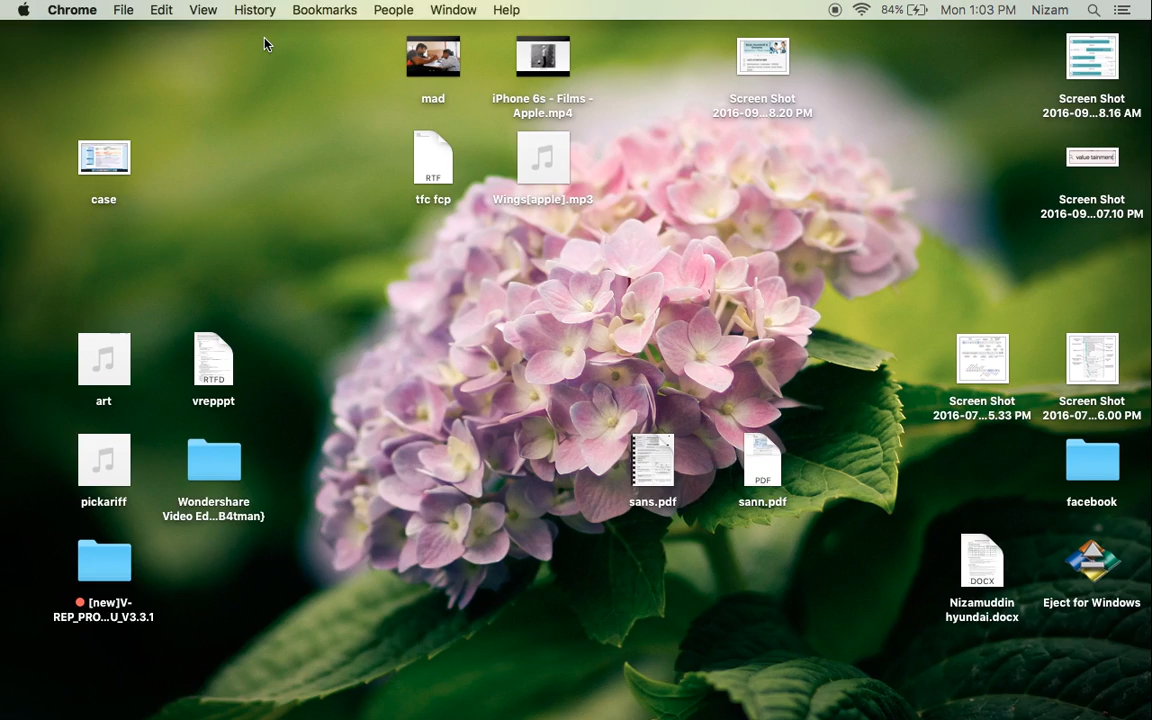 Chrome File Edit View History Bookmarks People Window Help 84% Mon 1:03 PM Nizam
mad
iPhone 6s - Films -
Apple.mp4
Screen Shot
2016-09...8.20 PM
Screen Shot
2016-09...8.16 AM
case
RTF
tfc fcp
Wings[apple].mp3
value tainment
Screen Shot
2016-09...07.10 PM
art
RTFD
vrepppt
Screen Shot
2016-07...5.33 PM
Screen Shot
2016-07...6.00 PM
pickariff
Wondershare
Video Ed...B4tman}
sans.pdf
PDF
sann.pdf
facebook
[new]V-
REP_PRO...U_V3.3.1
DOCX
Nizamuddin
hyundai.docx
Eject for Windows